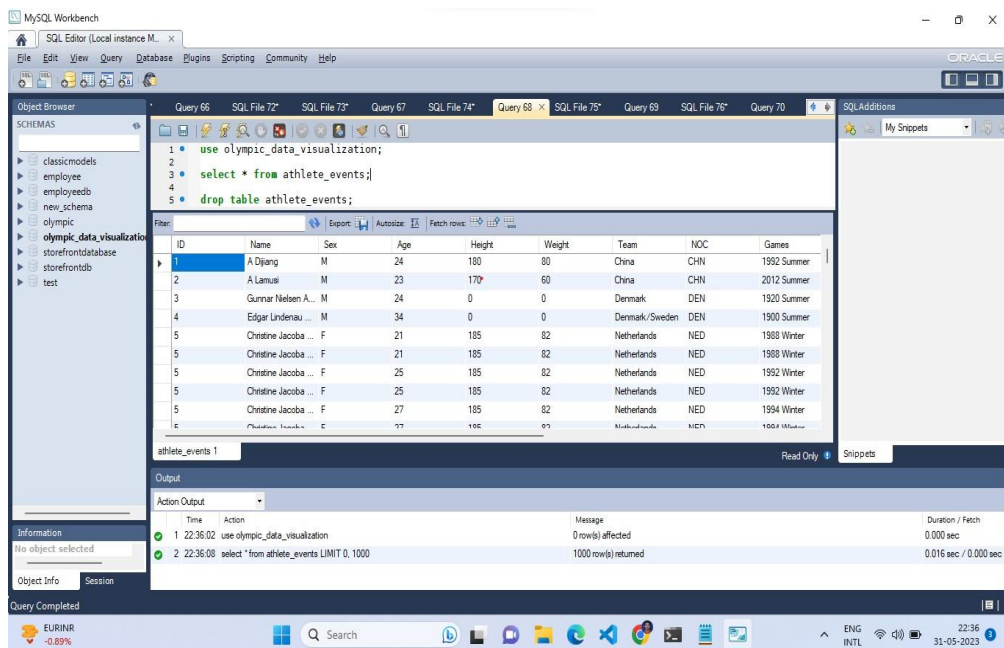 MySQL Workbench
SQL Editor (Local instance M... ×
File Edit View Query Database Plugins Scripting Community Help
ORACLE
Object Browser
Query 66 SQL File 72* SQL File 73* Query 67 SQL File 74* Query 68 × SQL File 75* Query 69 SQL File 76* Query 70
SQLAdditions
SCHEMAS
My Snippets
classicmodels
employee
employeedb
new_schema
olympic
olympic_data_visualizatio
storefrontdatabase
storefrontdb
test
1 use olympic_data_visualization;
2
3 select * from athlete_events;
4
5 drop table athlete_events;
Filter: Export: Autosize: Fetch rows:
ID Name Sex Age Height Weight Team NOC Games
1 A Dijiang M 24 180 80 China CHN 1992 Summer
2 A Lamusi M 23 170 60 China CHN 2012 Summer
3 Gunnar Nielsen A... M 24 0 0 Denmark DEN 1920 Summer
4 Edgar Lindenau ... M 34 0 0 Denmark/Sweden DEN 1900 Summer
5 Christine Jacoba ... F 21 185 82 Netherlands NED 1988 Winter
5 Christine Jacoba ... F 21 185 82 Netherlands NED 1988 Winter
5 Christine Jacoba ... F 25 185 82 Netherlands NED 1992 Winter
5 Christine Jacoba ... F 25 185 82 Netherlands NED 1992 Winter
5 Christine Jacoba ... F 27 185 82 Netherlands NED 1994 Winter
5 Christine Jacoba ... F 27 185 82 Netherlands NED 1994 Winter
athlete_events 1
Read Only
Snippets
Output
Action Output
Time Action Message Duration / Fetch
1 22:36:02 use olympic_data_visualization 0 row(s) affected 0.000 sec
2 22:36:08 select * from athlete_events LIMIT 0, 1000 1000 row(s) returned 0.016 sec / 0.000 sec
Information
No object selected
Object Info Session
Query Completed
EURINR
-0.89%
Search
ENG
INTL
22:36
31-05-2023
3